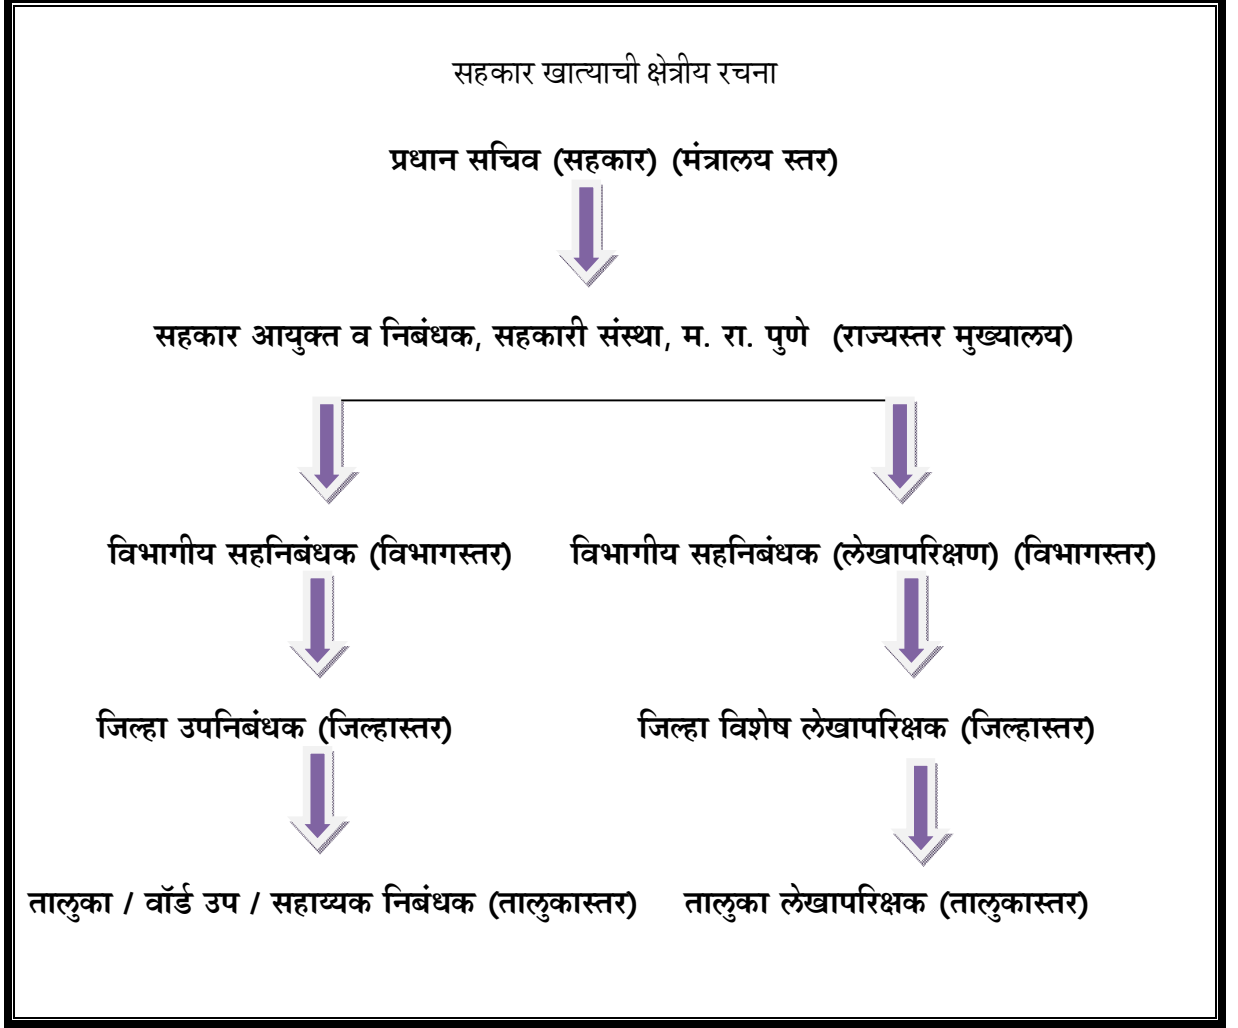 सहकार खात्याची क्षेत्रीय रचना
प्रधान सचिव (सहकार) (मंत्रालय स्तर)
सहकार आयुक्त व निबंधक, सहकारी संस्था, म. रा. पुणे (राज्यस्तर मुख्यालय)
विभागीय सहनिबंधक (विभागस्तर) विभागीय सहनिबंधक (लेखापरिक्षण) (विभागस्तर)
जिल्हा उपनिबंधक (जिल्हास्तर) जिल्हा विशेष लेखापरिक्षक (जिल्हास्तर)
तालुका / वॉर्ड उप / सहाय्यक निबंधक (तालुकास्तर) तालुका लेखापरिक्षक (तालुकास्तर)